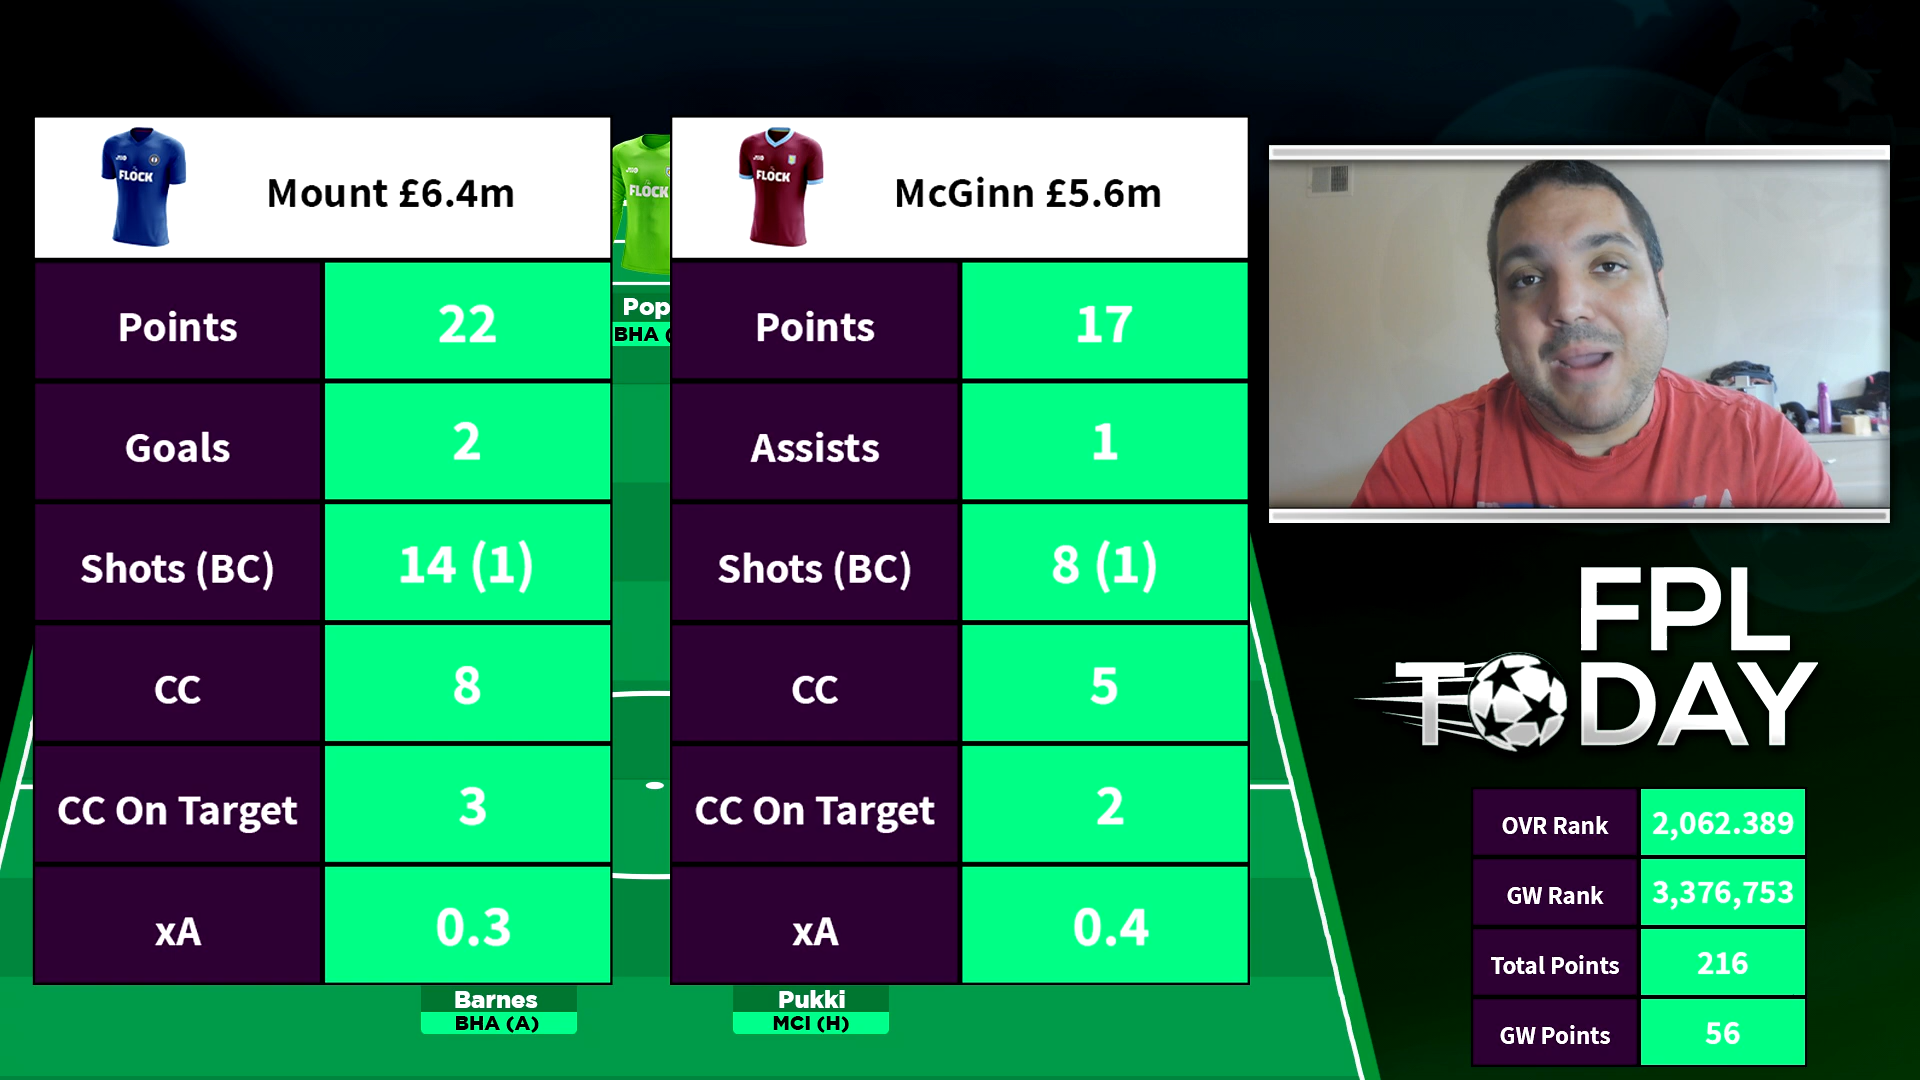 Mount £6.4m
FLOCK
Points 22
Goals 2
Shots (BC) 14 (1)
CC 8
CC On Target 3
xA 0.3
FLOCK
Pop
BHA (
McGinn £5.6m
FLOCK
Points 17
Assists 1
Shots (BC) 8 (1)
CC 5
CC On Target 2
xA 0.4
Barnes
BHA (A)
Pukki
MCI (H)
FPL
TODAY
OVR Rank 2,062.389
GW Rank 3,376,753
Total Points 216
GW Points 56